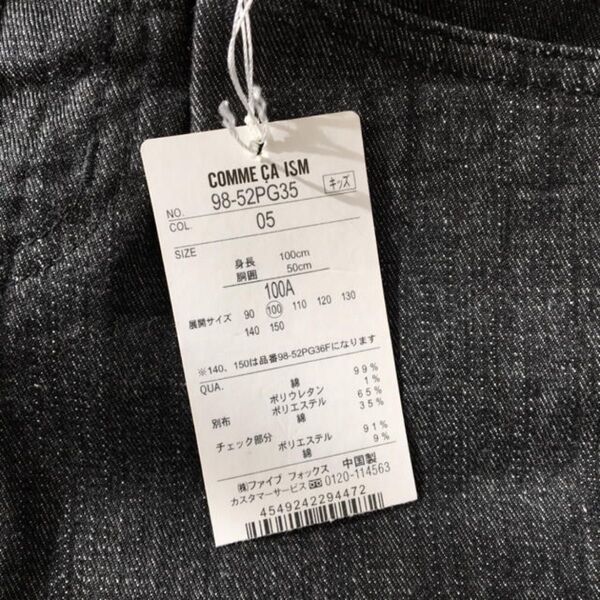 COMME ÇA ISM
NO. 98-52PG35 キッズ
COL. 05
SIZE
身長 100cm
胴囲 50cm
100A
展開サイズ 90 100 110 120 130
140 150
※140、150は品番98-52PG36Fになります
QUA. 綿 99%
ポリウレタン 1%
別布 ポリエステル 65%
綿 35%
チェック部分
ポリエステル 91%
綿 9%
㈱ファイブ フォックス 中国製
カスタマーサービス 0120-114563
4549242294472